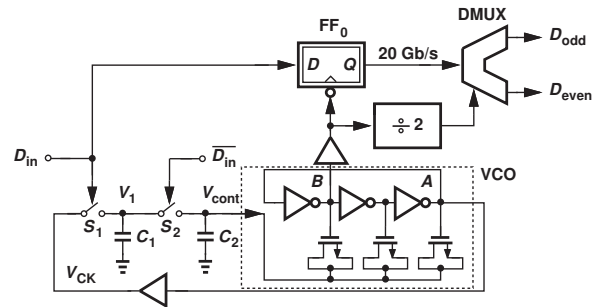 DMUX
FF0
D Q
20 Gb/s
Dodd
Deven
÷ 2
Din
Din
VCO
V1
Vcont
B
A
S1
C1
S2
C2
VCK